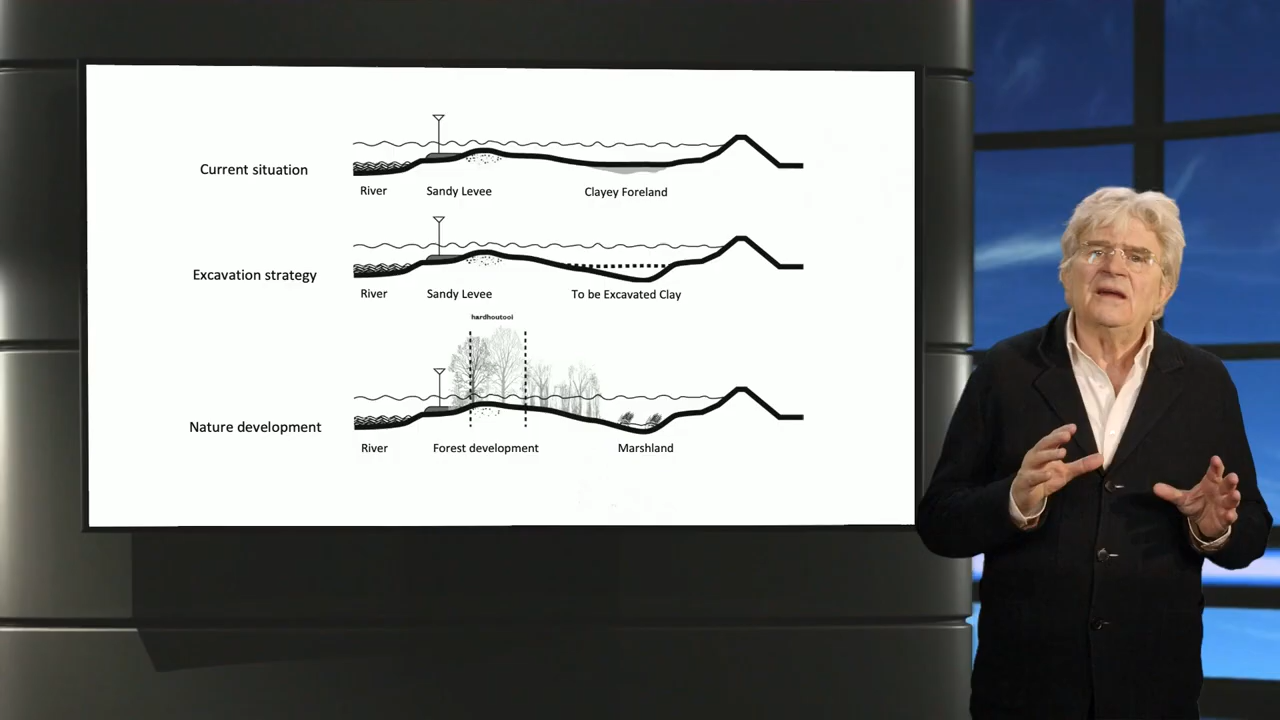 Current situation
River
Sandy Levee
Clayey Foreland
Excavation strategy
River
Sandy Levee
To be Excavated Clay
hardhoutooi
Nature development
River
Forest development
Marshland